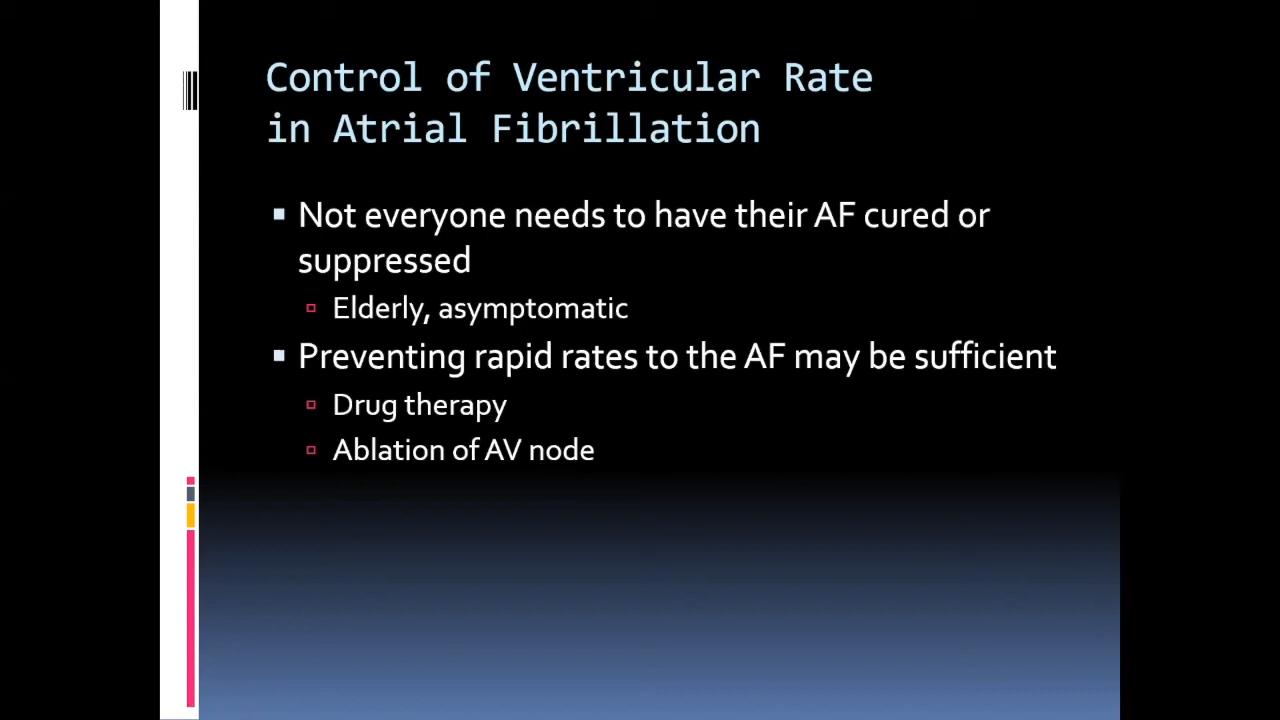 Control of Ventricular Rate
in Atrial Fibrillation
Not everyone needs to have their AF cured or
suppressed
Elderly, asymptomatic
Preventing rapid rates to the AF may be sufficient
Drug therapy
Ablation of AV node